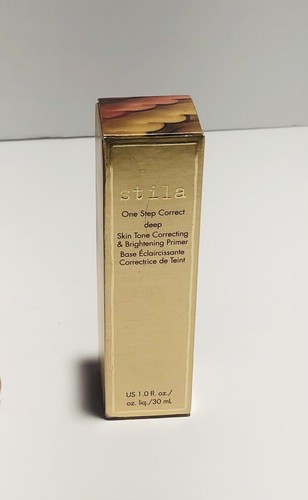 stila
One Step Correct
deep
Skin Tone Correcting
& Brightening Primer
Base Éclaircissante
Correctrice de Teint
US 1.0 fl. oz./
oz. liq./30 mL